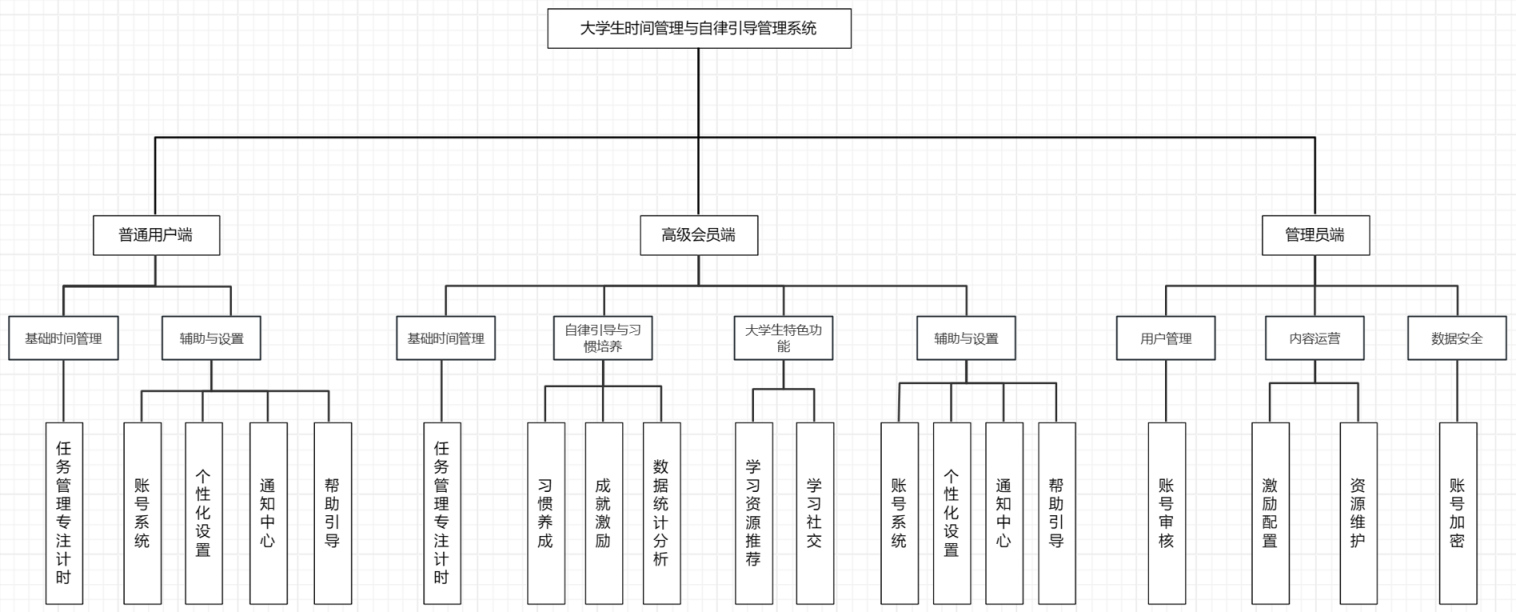 大学生时间管理与自律引导管理系统
普通用户端
高级会员端
管理员端
基础时间管理
辅助与设置
基础时间管理
自律引导与习
惯培养
大学生特色功
能
辅助与设置
用户管理
内容运营
数据安全
任务管理专注计时
账号系统
个性化设置
通知中心
帮助引导
任务管理专注计时
习惯养成
成就激励
数据统计分析
学习资源推荐
学习社交
账号系统
个性化设置
通知中心
帮助引导
账号审核
激励配置
资源维护
账号加密